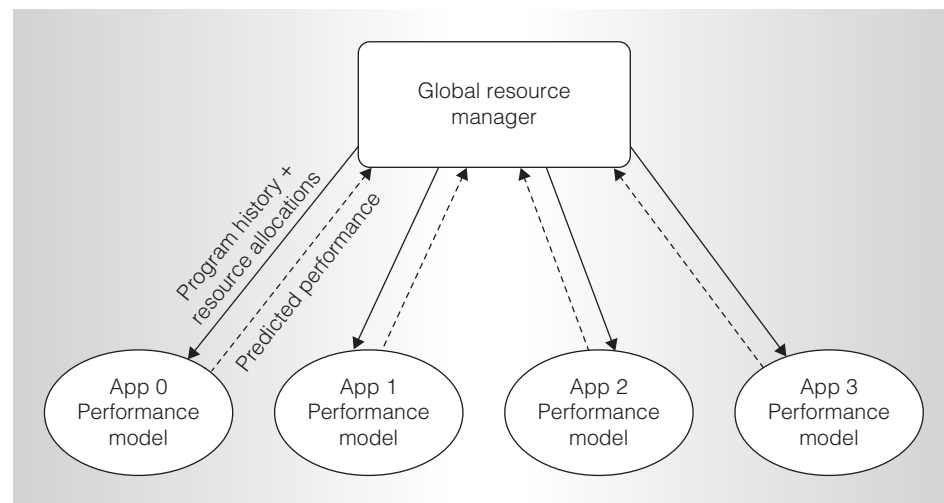 Global resource
manager
Program history +
resource allocations
Predicted performance
App 0
Performance
model
App 1
Performance
model
App 2
Performance
model
App 3
Performance
model